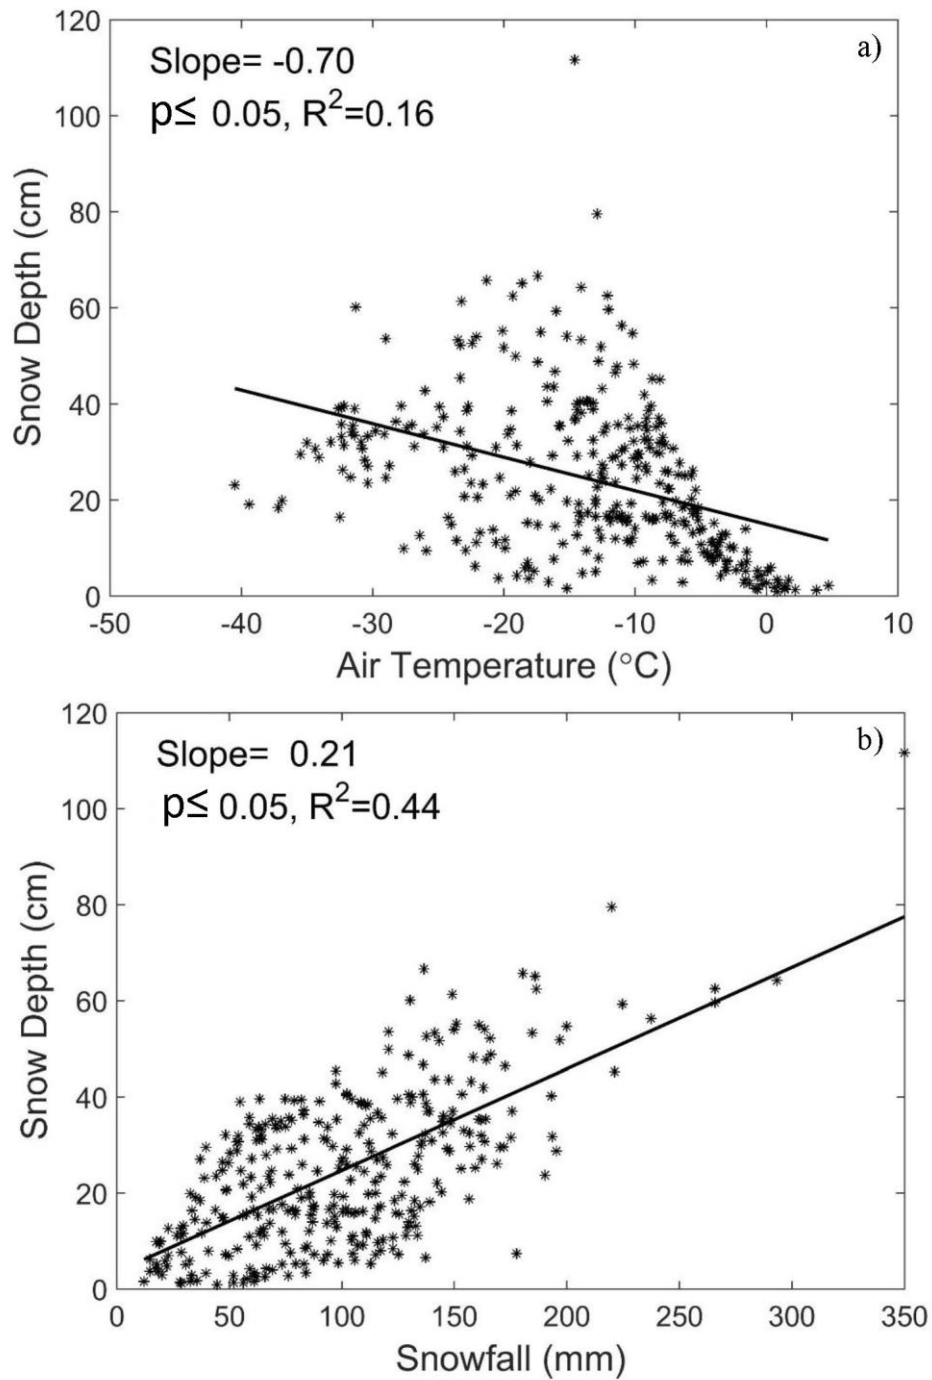 120
Slope= -0.70
a)
p≤ 0.05, R²=0.16
100
80
60
40
20
0
Snow Depth (cm)
-50 -40 -30 -20 -10 0 10
Air Temperature (°C)
120
Slope= 0.21
b)
p≤ 0.05, R²=0.44
100
80
60
40
20
0
Snow Depth (cm)
0 50 100 150 200 250 300 350
Snowfall (mm)